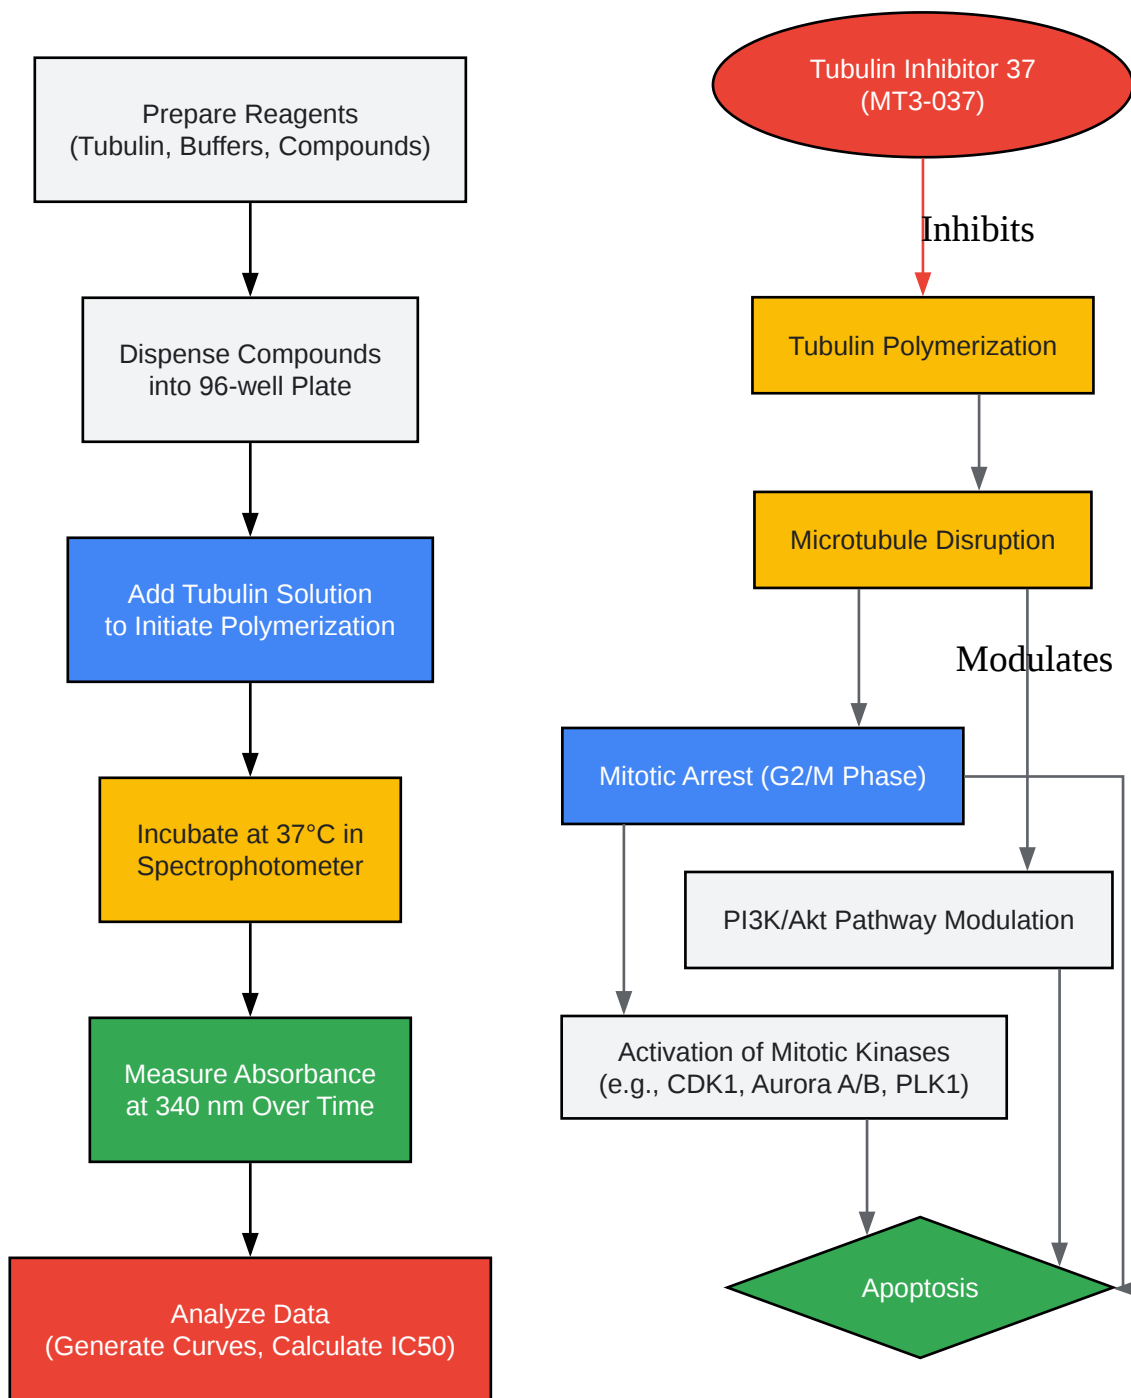 Prepare Reagents
(Tubulin, Buffers, Compounds)
Dispense Compounds
into 96-well Plate
Add Tubulin Solution
to Initiate Polymerization
Incubate at 37°C in
Spectrophotometer
Measure Absorbance
at 340 nm Over Time
Analyze Data
(Generate Curves, Calculate IC50)
Tubulin Inhibitor 37
(MT3-037)
Inhibits
Tubulin Polymerization
Microtubule Disruption
Modulates
Mitotic Arrest (G2/M Phase)
PI3K/Akt Pathway Modulation
Activation of Mitotic Kinases
(e.g., CDK1, Aurora A/B, PLK1)
Apoptosis